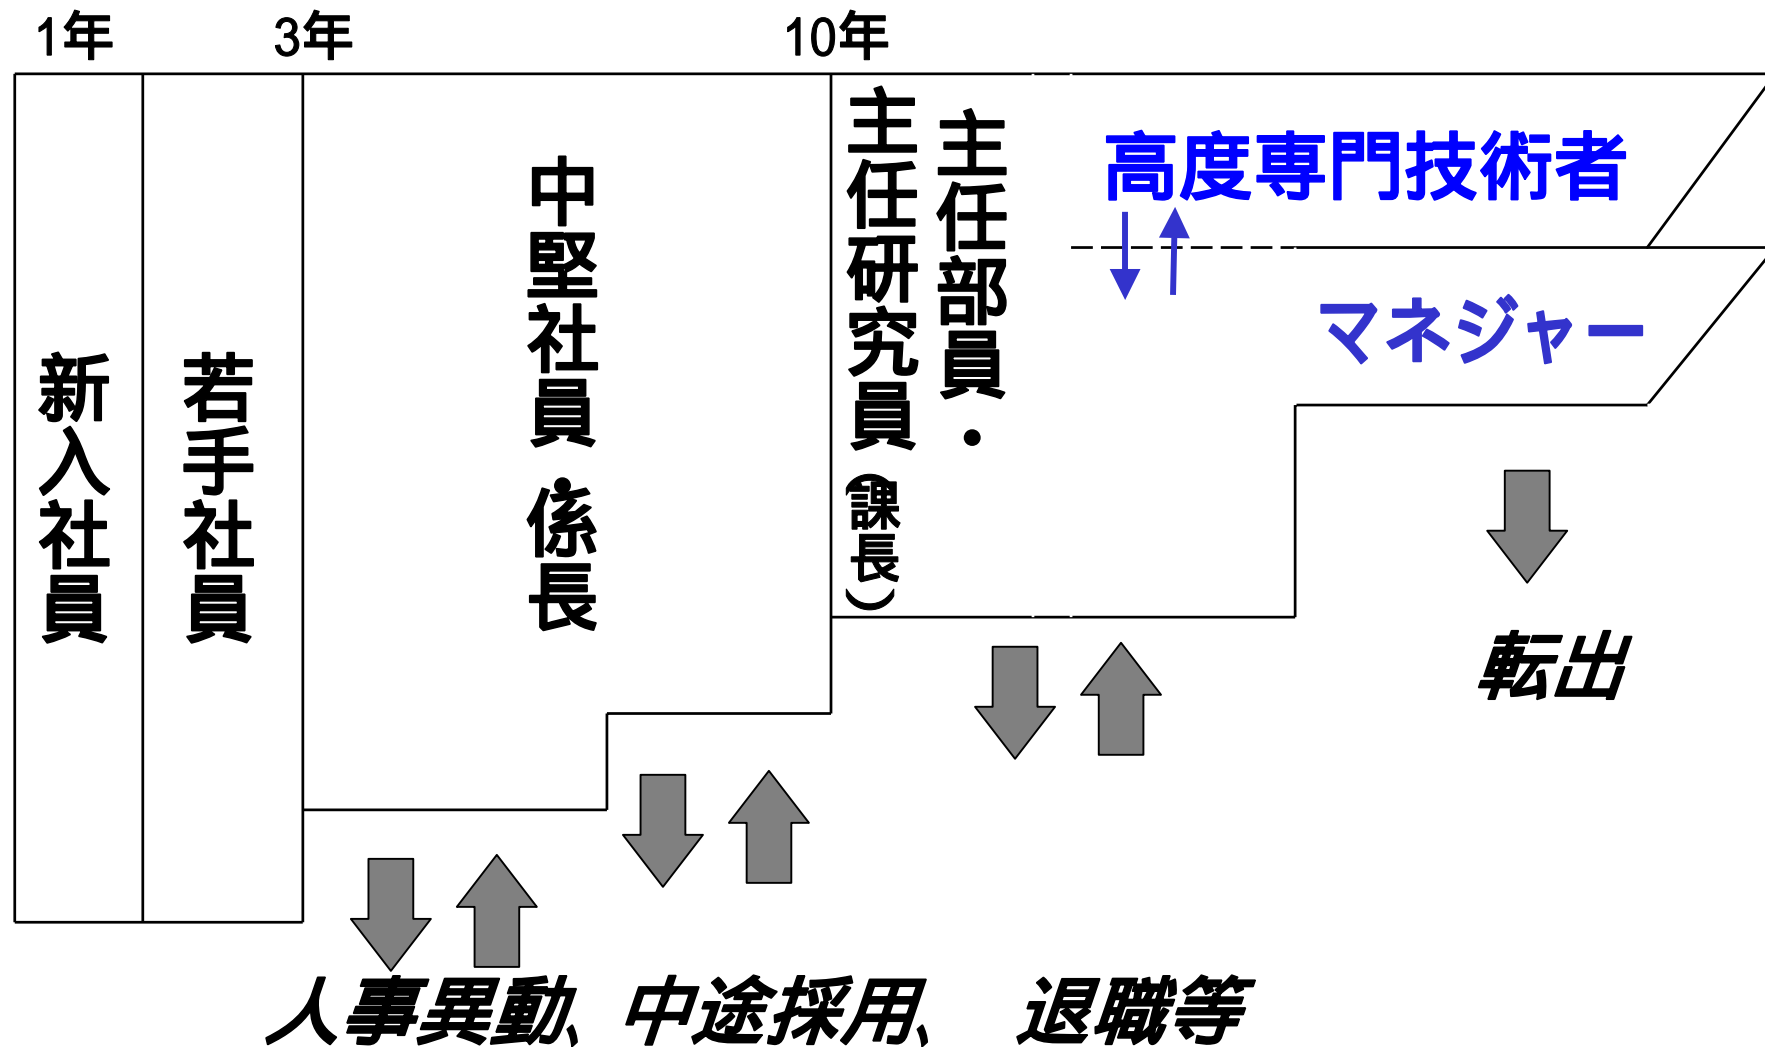 1年
3年
10年
新入社員
若手社員
中堅社員・係長
主任部員・
主任研究員（課長）
高度専門技術者
マネジャー
転出
人事異動、中途採用、 退職等